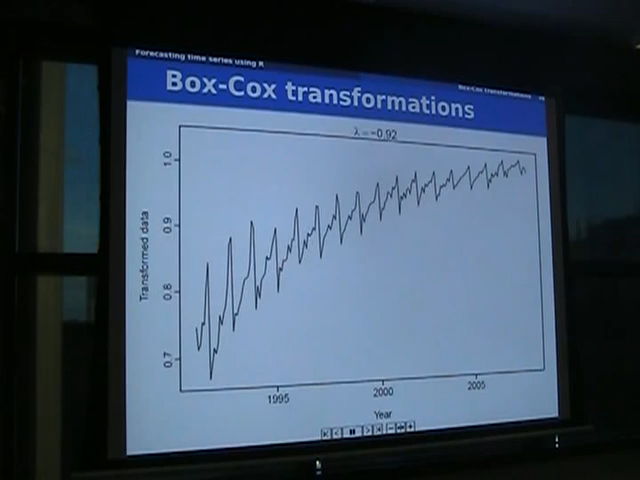 Forecasting time series using R
Box-Cox transformations
Box-Cox transformations
λ = −0.92
1.0
0.9
0.8
0.7
Transformed data
1995
2000
2005
Year